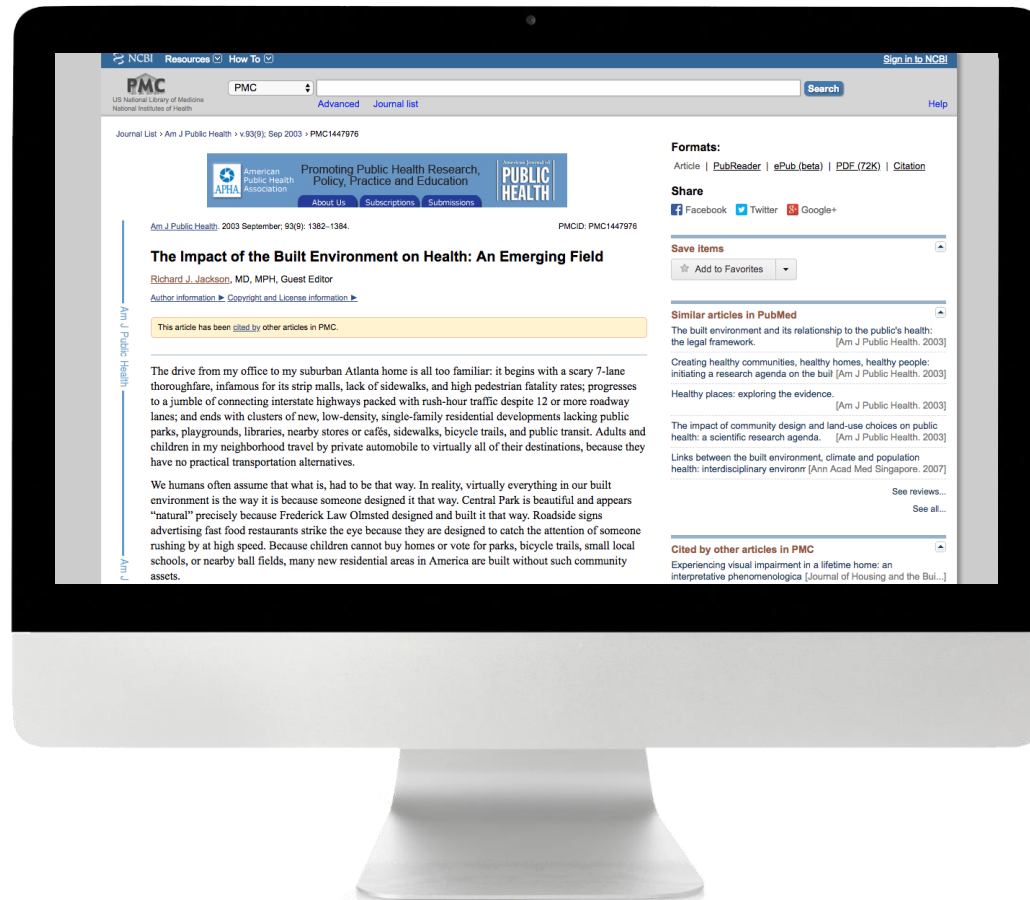 NCBI Resources How To Sign in to NCBI
PMC
US National Library of Medicine
National Institutes of Health
PMC
Search
Advanced Journal list
Help
Journal List > Am J Public Health > v.93(9); Sep 2003 > PMC1447976
APHA
American
Public Health
Association
Promoting Public Health Research,
Policy, Practice and Education
About Us Subscriptions Submissions
American Journal of
PUBLIC
HEALTH
Am J Public Health. 2003 September; 93(9): 1382–1384. PMCID: PMC1447976
The Impact of the Built Environment on Health: An Emerging Field
Richard J. Jackson, MD, MPH, Guest Editor
Author information ► Copyright and License information ►
This article has been cited by other articles in PMC.
The drive from my office to my suburban Atlanta home is all too familiar: it begins with a scary 7-lane
thoroughfare, infamous for its strip malls, lack of sidewalks, and high pedestrian fatality rates; progresses
to a jumble of connecting interstate highways packed with rush-hour traffic despite 12 or more roadway
lanes; and ends with clusters of new, low-density, single-family residential developments lacking public
parks, playgrounds, libraries, nearby stores or cafés, sidewalks, bicycle trails, and public transit. Adults and
children in my neighborhood travel by private automobile to virtually all of their destinations, because they
have no practical transportation alternatives.
We humans often assume that what is, had to be that way. In reality, virtually everything in our built
environment is the way it is because someone designed it that way. Central Park is beautiful and appears
“natural” precisely because Frederick Law Olmsted designed and built it that way. Roadside signs
advertising fast food restaurants strike the eye because they are designed to catch the attention of someone
rushing by at high speed. Because children cannot buy homes or vote for parks, bicycle trails, small local
schools, or nearby ball fields, many new residential areas in America are built without such community
assets.
Am J Public Health
Am J
Formats:
Article | PubReader | ePub (beta) | PDF (72K) | Citation
Share
Facebook Twitter Google+
Save items
Add to Favorites
Similar articles in PubMed
The built environment and its relationship to the public's health:
the legal framework. [Am J Public Health. 2003]
Creating healthy communities, healthy homes, healthy people:
initiating a research agenda on the buil [Am J Public Health. 2003]
Healthy places: exploring the evidence.
[Am J Public Health. 2003]
The impact of community design and land-use choices on public
health: a scientific research agenda. [Am J Public Health. 2003]
Links between the built environment, climate and population
health: interdisciplinary environm [Ann Acad Med Singapore. 2007]
See reviews...
See all...
Cited by other articles in PMC
Experiencing visual impairment in a lifetime home: an
interpretative phenomenologica [Journal of Housing and the Bui...]